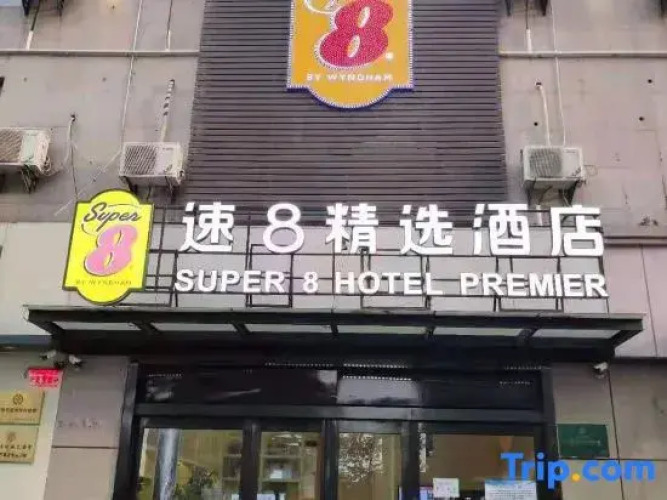 8
BY WYNDHAM
Super
8
BY WYNDHAM
速8精选酒店
SUPER 8 HOTEL PREMIER
Trip.com